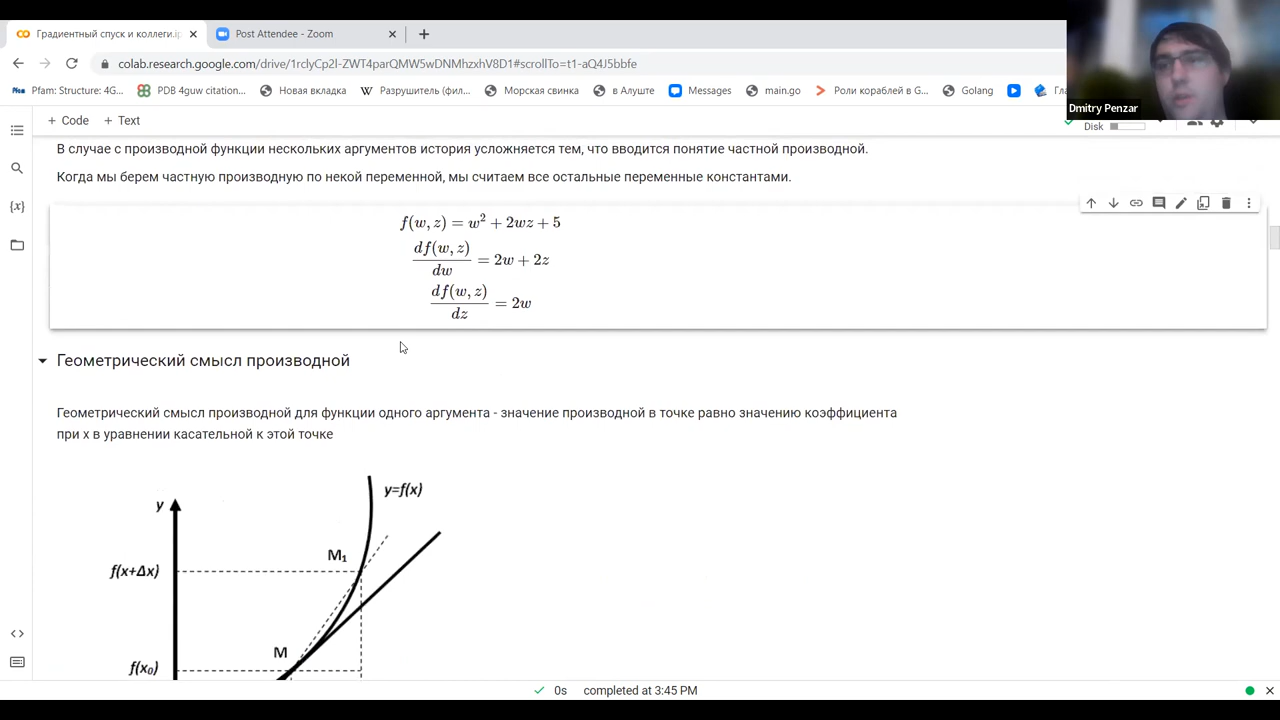 Градиентный спуск и коллеги.i
Post Attendee - Zoom
colab.research.google.com/drive/1rclyCp2I-ZWT4parQMW5wDNMhzxhV8D1#scrollTo=t1-aQ4J5bbfe
Pfam: Structure: 4G...
PDB 4guw citation...
Новая вкладка
Разрушитель (фил...
Морская свинка
в Алуште
Messages
main.go
Роли кораблей в G...
Golang
Dmitry Penzar
+ Code + Text
Disk
В случае с производной функции нескольких аргументов история усложняется тем, что вводится понятие частной производной.
Когда мы берем частную производную по некой переменной, мы считаем все остальные переменные константами.
f(w, z) = w² + 2wz + 5
df(w, z)/dw = 2w + 2z
df(w, z)/dz = 2w
Геометрический смысл производной
Геометрический смысл производной для функции одного аргумента - значение производной в точке равно значению коэффициента
при x в уравнении касательной к этой точке
y
y=f(x)
M₁
f(x+Δx)
M
f(x₀)
0s completed at 3:45 PM